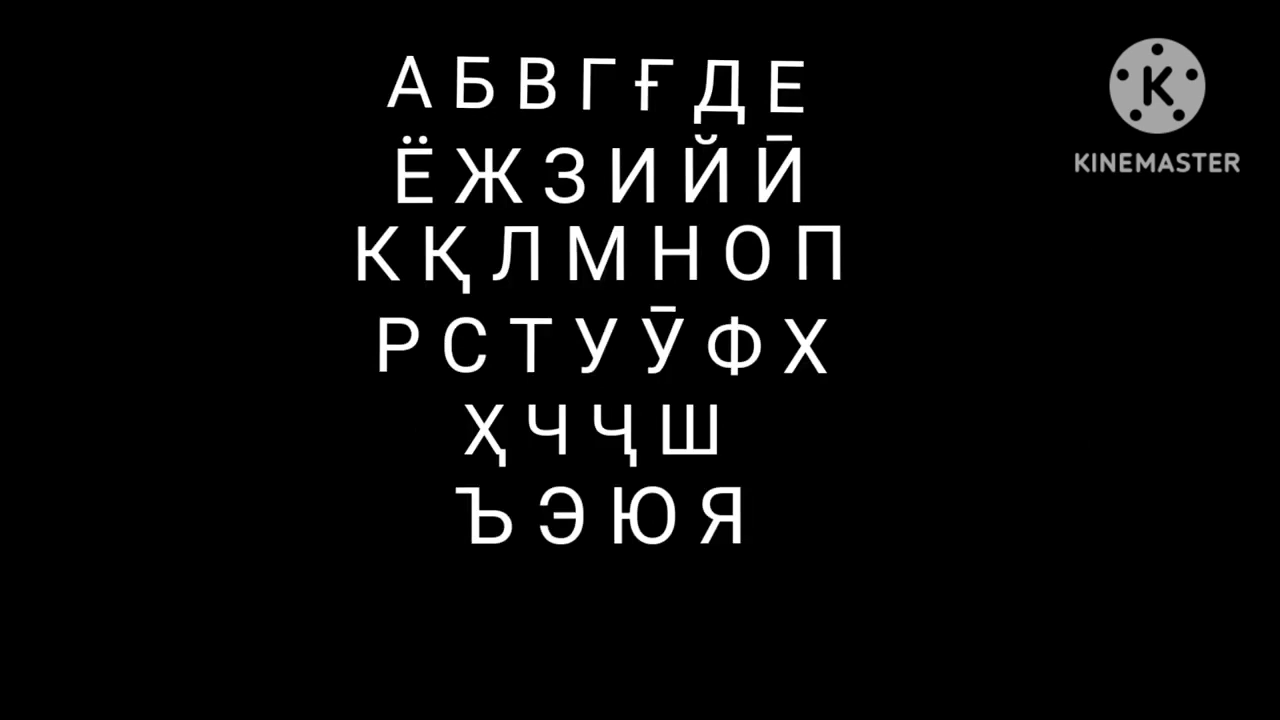 А Б В Г Ғ Д Е
Ё Ж З И Й Ӣ
К Қ Л М Н О П
Р С Т У Ӯ Ф Х
Ҳ Ч Ҷ Ш
Ъ Э Ю Я
K
KINEMASTER